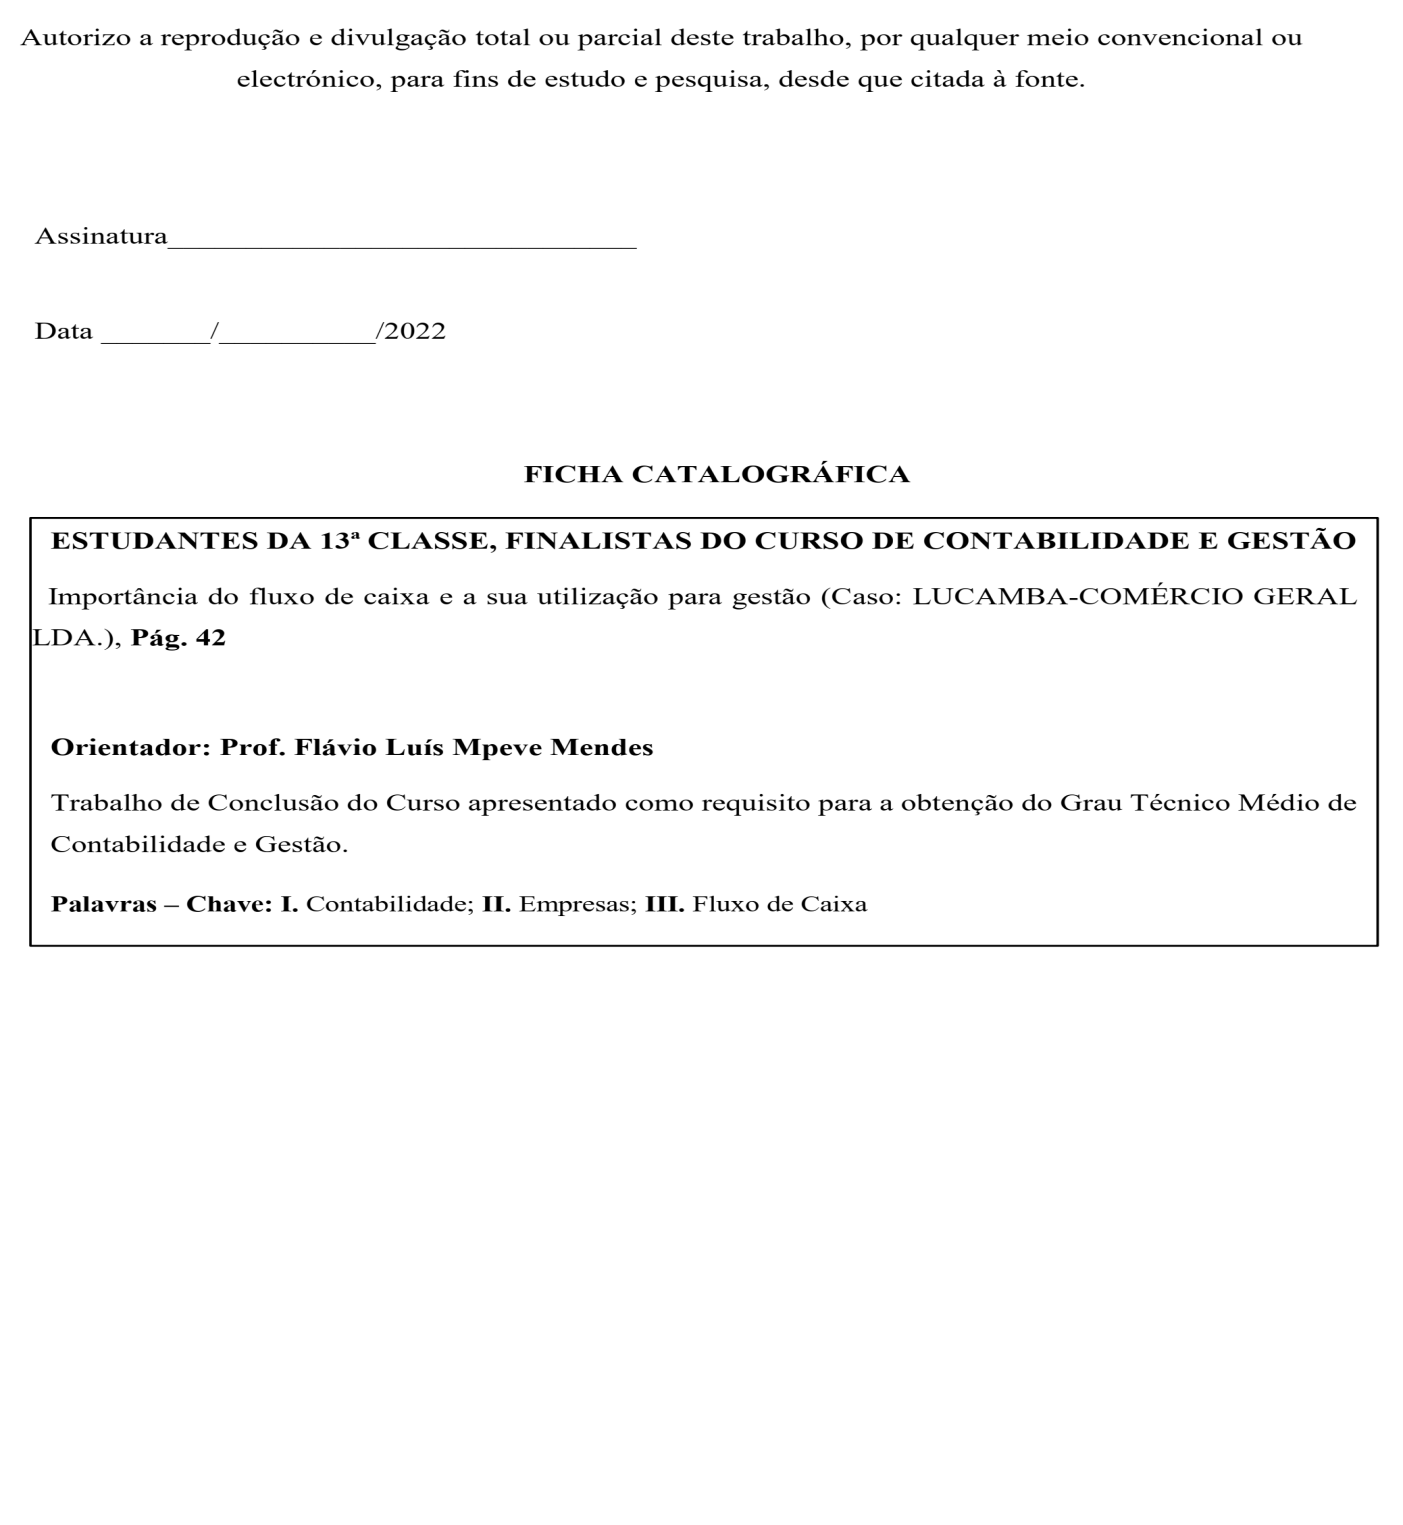 Autorizo a reprodução e divulgação total ou parcial deste trabalho, por qualquer meio convencional ou
electrónico, para fins de estudo e pesquisa, desde que citada à fonte.
Assinatura______________________________
Data _______/__________/2022
FICHA CATALOGRÁFICA
ESTUDANTES DA 13ª CLASSE, FINALISTAS DO CURSO DE CONTABILIDADE E GESTÃO
Importância do fluxo de caixa e a sua utilização para gestão (Caso: LUCAMBA-COMÉRCIO GERAL
LDA.), Pág. 42
Orientador: Prof. Flávio Luís Mpeve Mendes
Trabalho de Conclusão do Curso apresentado como requisito para a obtenção do Grau Técnico Médio de
Contabilidade e Gestão.
Palavras – Chave: I. Contabilidade; II. Empresas; III. Fluxo de Caixa